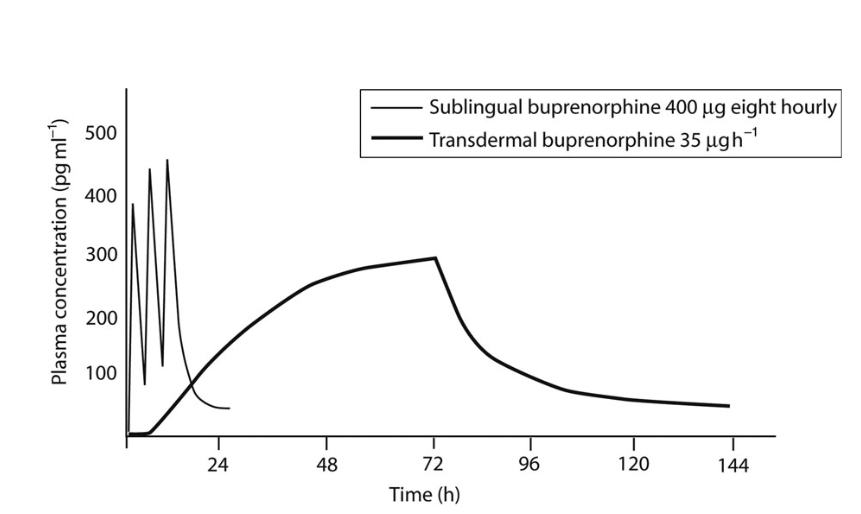 Sublingual buprenorphine 400 μg eight hourly
Transdermal buprenorphine 35 μg h⁻¹
Plasma concentration (pg ml⁻¹)
500
400
300
200
100
24 48 72 96 120 144
Time (h)